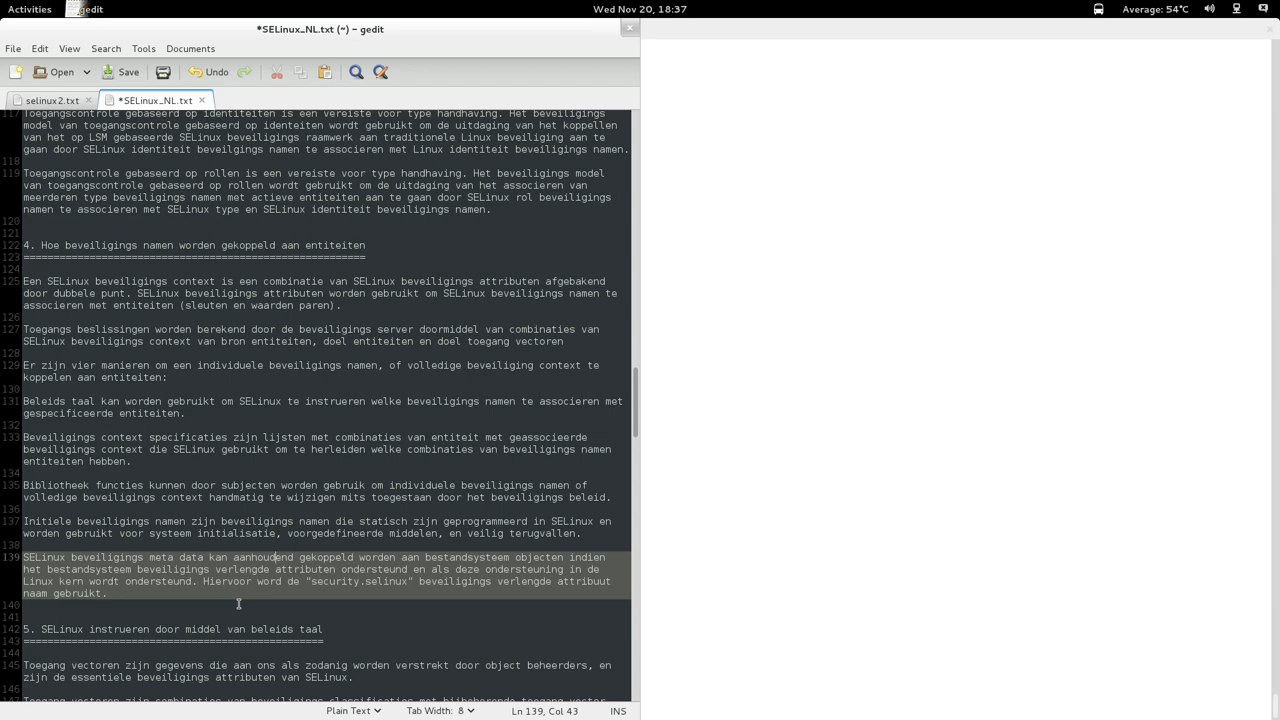 Activities gedit Wed Nov 20, 18:37 Average: 54°C
*SELinux_NL.txt (~) - gedit
File Edit View Search Tools Documents
Open Save Undo
selinux2.txt *SELinux_NL.txt
117 Toegangscontrole gebaseerd op identiteiten is een vereiste voor type handhaving. Het beveiligings
model van toegangscontrole gebaseerd op identeiten wordt gebruikt om de uitdaging van het koppellen
van het op LSM gebaseerde SELinux beveiligings raamwerk aan traditionele Linux beveiliging aan te
gaan door SELinux identiteit beveilgings namen te associeren met Linux identiteit beveiligings namen.
118
119 Toegangscontrole gebaseerd op rollen is een vereiste voor type handhaving. Het beveiligings model
van toegangscontrole gebaseerd op rollen wordt gebruikt om de uitdaging van het associeren van
meerderen type beveiligings namen met actieve entiteiten aan te gaan door SELinux rol beveiligings
namen te associeren met SELinux type en SELinux identiteit beveiligings namen.
120
121
122 4. Hoe beveiligings namen worden gekoppeld aan entiteiten
123 =========================================================
124
125 Een SELinux beveiligings context is een combinatie van SELinux beveiligings attributen afgebakend
door dubbele punt. SELinux beveiligings attributen worden gebruikt om SELinux beveiligings namen te
associeren met entiteiten (sleuten en waarden paren).
126
127 Toegangs beslissingen worden berekend door de beveiligings server doormiddel van combinaties van
SELinux beveiligings context van bron entiteiten, doel entiteiten en doel toegang vectoren
128
129 Er zijn vier manieren om een individuele beveiligings namen, of volledige beveiliging context te
koppelen aan entiteiten:
130
131 Beleids taal kan worden gebruikt om SELinux te instrueren welke beveiligings namen te associeren met
gespecificeerde entiteiten.
132
133 Beveiligings context specificaties zijn lijsten met combinaties van entiteit met geassocieerde
beveiligings context die SELinux gebruikt om te herleiden welke combinaties van beveiligings namen
entiteiten hebben.
134
135 Bibliotheek functies kunnen door subjecten worden gebruik om individuele beveiligings namen of
volledige beveiligings context handmatig te wijzigen mits toegestaan door het beveiligings beleid.
136
137 Initiele beveiligings namen zijn beveiligings namen die statisch zijn geprogrammeerd in SELinux en
worden gebruikt voor systeem initialisatie, voorgedefineerde middelen, en veilig terugvallen.
138
139 SELinux beveiligings meta data kan aanhoudend gekoppeld worden aan bestandsysteem objecten indien
het bestandsysteem beveiligings verlengde attributen ondersteund en als deze ondersteuning in de
Linux kern wordt ondersteund. Hiervoor word de "security.selinux" beveiligings verlengde attribuut
naam gebruikt.
140
141
142 5. SELinux instrueren door middel van beleids taal
143 ==================================================
144
145 Toegang vectoren zijn gegevens die aan ons als zodanig worden verstrekt door object beheerders, en
zijn de essentiele beveiligings attributen van SELinux.
146
147 Toegang vectoren zijn combinaties van beveiligings classificaties met bijbehorende toegang vector
Plain Text Tab Width: 8 Ln 139, Col 43 INS